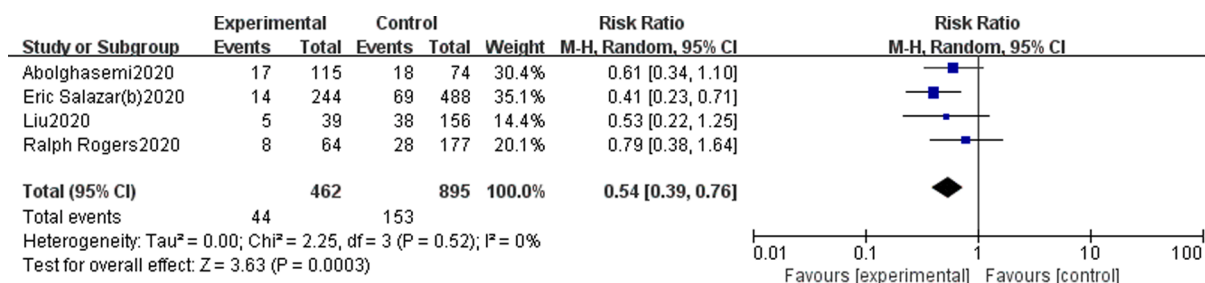 Experimental Control Risk Ratio Risk Ratio
Study or Subgroup Events Total Events Total Weight M-H, Random, 95% CI M-H, Random, 95% CI
Abolghasemi2020 17 115 18 74 30.4% 0.61 [0.34, 1.10]
Eric Salazar(b)2020 14 244 69 488 35.1% 0.41 [0.23, 0.71]
Liu2020 5 39 38 156 14.4% 0.53 [0.22, 1.25]
Ralph Rogers2020 8 64 28 177 20.1% 0.79 [0.38, 1.64]
Total (95% CI) 462 895 100.0% 0.54 [0.39, 0.76]
Total events 44 153
Heterogeneity: Tau² = 0.00; Chi² = 2.25, df = 3 (P = 0.52); I² = 0%
Test for overall effect: Z = 3.63 (P = 0.0003)
0.01 0.1 1 10 100
Favours [experimental] Favours [control]